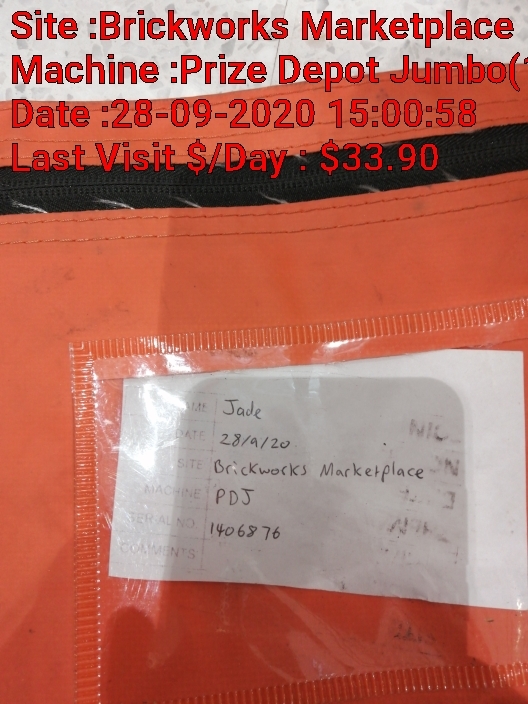 Site :Brickworks Marketplace
Machine :Prize Depot Jumbo(
Date :28-09-2020 15:00:58
Last Visit $/Day : $33.90
NAME Jade
DATE 28/9/20
SITE Brickworks Marketplace
MACHINE PDJ
SERIAL NO. 1406876
COMMENTS